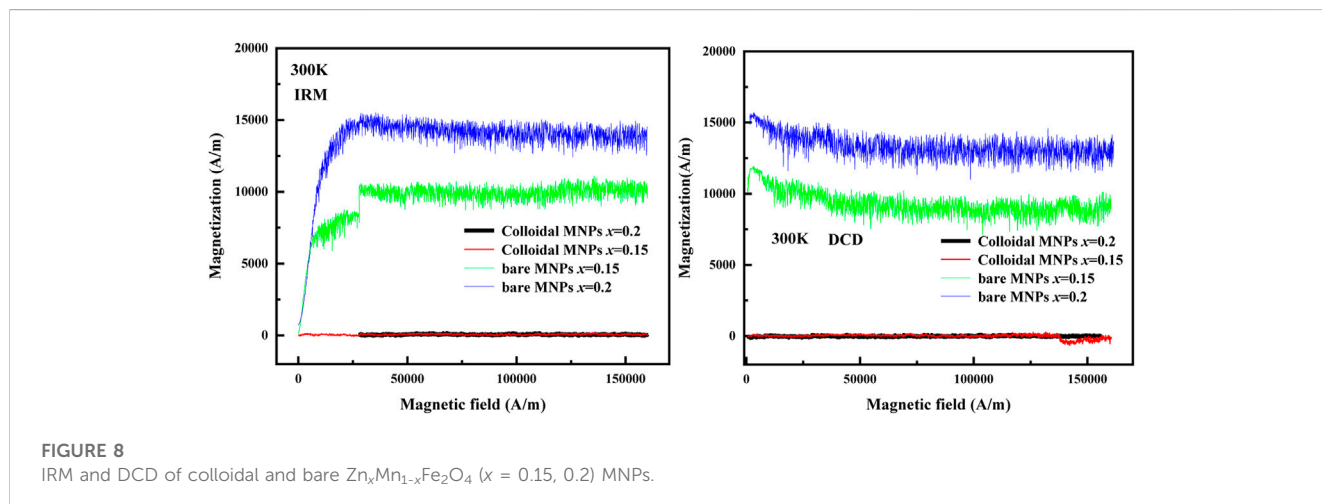 20000
15000
10000
5000
0
Magnetization (A/m)
300K
IRM
Colloidal MNPs x=0.2
Colloidal MNPs x=0.15
bare MNPs x=0.15
bare MNPs x=0.2
0 50000 100000 150000
Magnetic field (A/m)
20000
15000
10000
5000
0
Magnetization(A/m)
300K DCD
Colloidal MNPs x=0.2
Colloidal MNPs x=0.15
bare MNPs x=0.15
bare MNPs x=0.2
0 50000 100000 150000
Magnetic field (A/m)
FIGURE 8
IRM and DCD of colloidal and bare ZnₓMn₁₋ₓFe₂O₄ (x = 0.15, 0.2) MNPs.